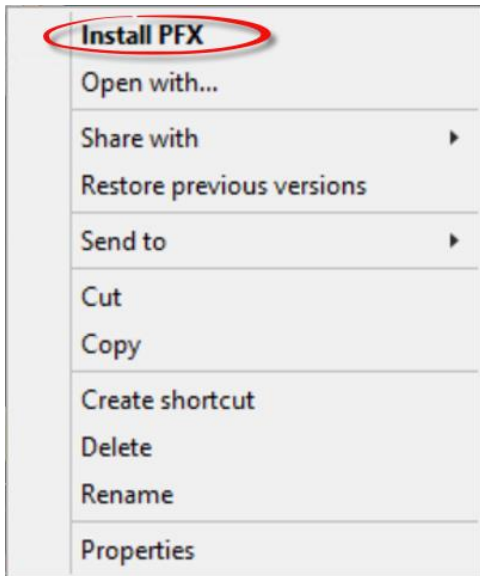 Install PFX
Open with...
Share with
Restore previous versions
Send to
Cut
Copy
Create shortcut
Delete
Rename
Properties